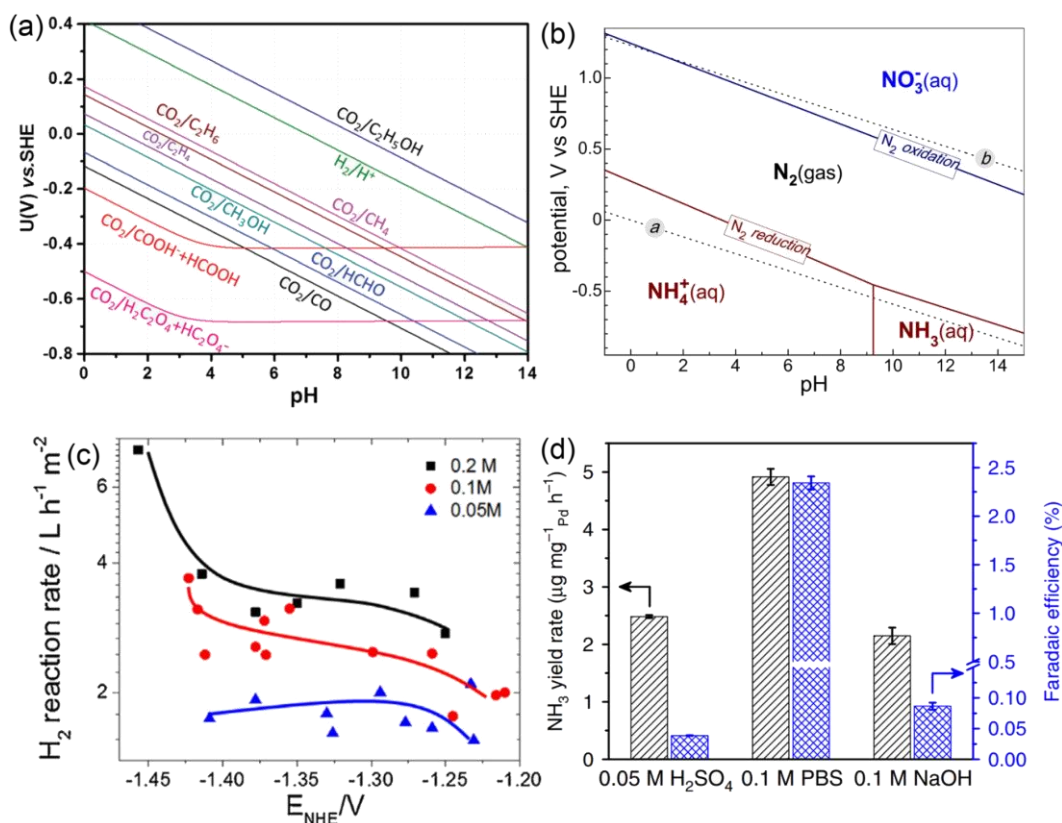 (a)
0.4
0.2
0.0
-0.2
-0.4
-0.6
-0.8
U(V) vs.SHE
0 2 4 6 8 10 12 14
pH
CO₂/C₂H₅OH
H₂/H⁺
CO₂/C₂H₆
CO₂/C₂H₄
CO₂/CH₄
CO₂/CH₃OH
CO₂/HCHO
CO₂/CO
CO₂/COOH⁻+HCOOH
CO₂/H₂C₂O₄+HC₂O₄⁻
(b)
1.0
0.5
0
-0.5
potential, V vs SHE
0 2 4 6 8 10 12 14
pH
NO₃⁻(aq)
b
N₂ oxidation
N₂(gas)
a
N₂ reduction
NH₄⁺(aq)
NH₃(aq)
(c)
6
4
2
H₂ reaction rate / L h⁻¹ m⁻²
0.2 M
0.1M
0.05M
-1.45 -1.40 -1.35 -1.30 -1.25 -1.20
E_NHE/V
(d)
5
4
3
2
1
0
NH₃ yield rate (µg mg⁻¹_Pd h⁻¹)
2.5
2.0
1.5
1.0
0.5
0.10
0.05
0.00
Faradaic efficiency (%)
0.05 M H₂SO₄ 0.1 M PBS 0.1 M NaOH